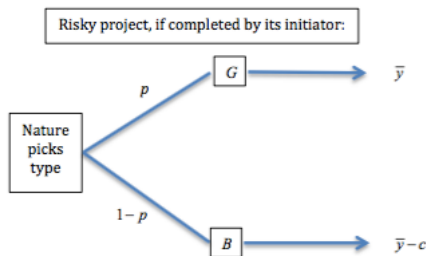 Risky project, if completed by its initiator:
G
y̅
p
Nature
picks
type
1−p
B
y̅ − c